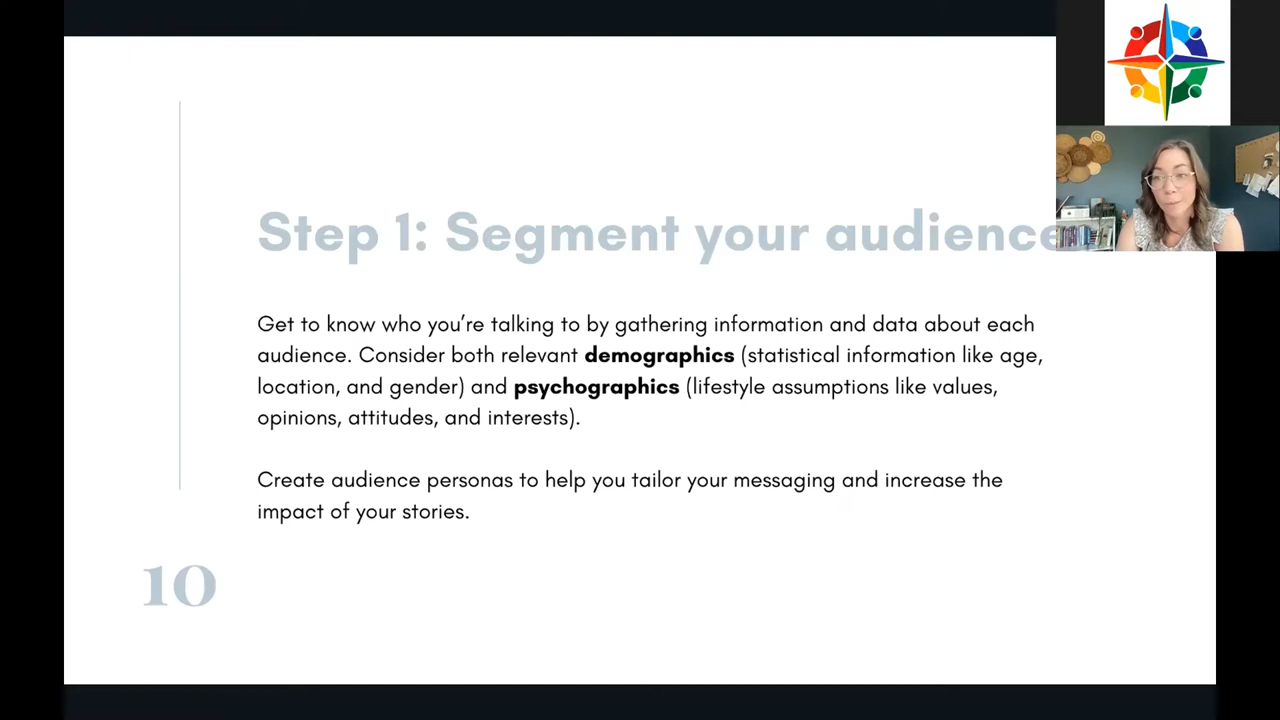 Step 1: Segment your audience
Get to know who you’re talking to by gathering information and data about each
audience. Consider both relevant demographics (statistical information like age,
location, and gender) and psychographics (lifestyle assumptions like values,
opinions, attitudes, and interests).
Create audience personas to help you tailor your messaging and increase the
impact of your stories.
10